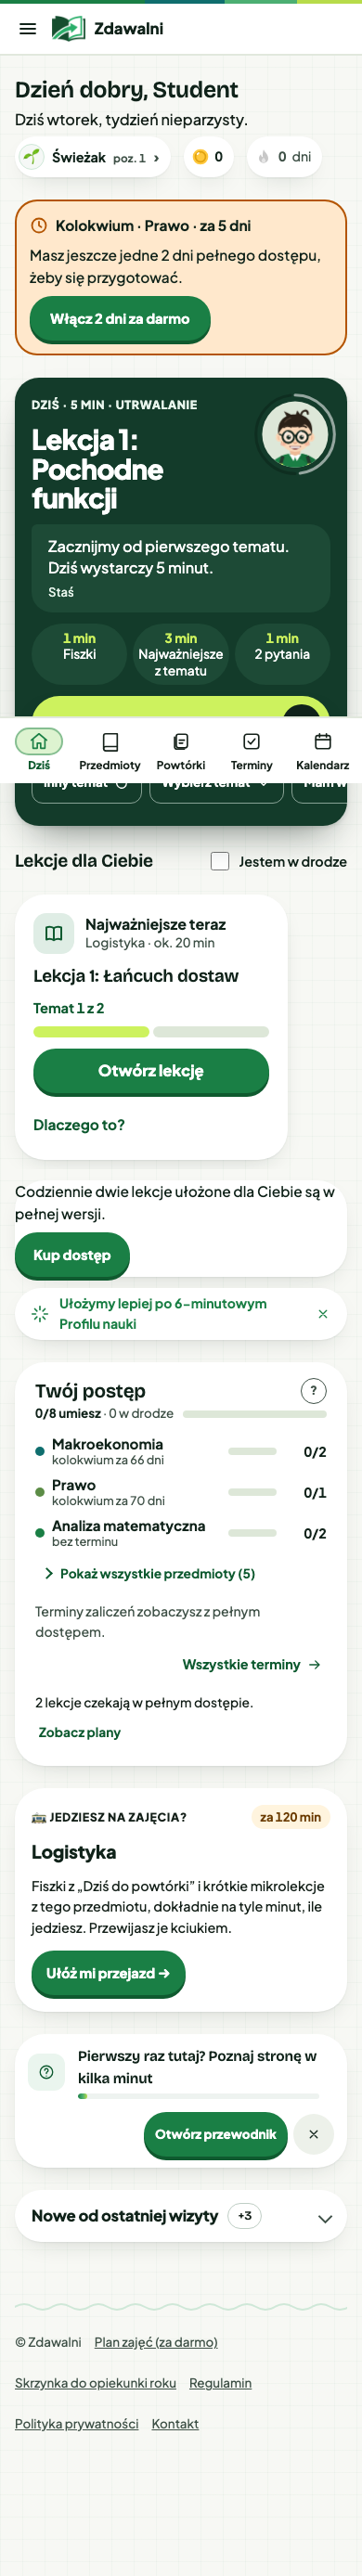 Zdawalni
Dzień dobry, Student
Dziś wtorek, tydzień nieparzysty.
Świeżak poz. 1 ›
0
0 dni
Kolokwium · Prawo · za 5 dni
Masz jeszcze jedne 2 dni pełnego dostępu,
żeby się przygotować.
Włącz 2 dni za darmo
DZIŚ · 5 MIN · UTRWALANIE
Lekcja 1:
Pochodne
funkcji
Zacznijmy od pierwszego tematu.
Dziś wystarczy 5 minut.
Staś
1 min
Fiszki
3 min
Najważniejsze
z tematu
1 min
2 pytania
Dziś
Przedmioty
Powtórki
Terminy
Kalendarz
Lekcje dla Ciebie
Jestem w drodze
Najważniejsze teraz
Logistyka · ok. 20 min
Lekcja 1: Łańcuch dostaw
Temat 1 z 2
Otwórz lekcję
Dlaczego to?
Codziennie dwie lekcje ułożone dla Ciebie są w
pełnej wersji.
Kup dostęp
Ułożymy lepiej po 6-minutowym
Profilu nauki
Twój postęp
?
0/8 umiesz · 0 w drodze
Makroekonomia
kolokwium za 66 dni
0/2
Prawo
kolokwium za 70 dni
0/1
Analiza matematyczna
bez terminu
0/2
Pokaż wszystkie przedmioty (5)
Terminy zaliczeń zobaczysz z pełnym
dostępem.
Wszystkie terminy →
2 lekcje czekają w pełnym dostępie.
Zobacz plany
JEDZIESZ NA ZAJĘCIA?
za 120 min
Logistyka
Fiszki z „Dziś do powtórki” i krótkie mikrolekcje
z tego przedmiotu, dokładnie na tyle minut, ile
jedziesz. Przewijasz je kciukiem.
Ułóż mi przejazd →
Pierwszy raz tutaj? Poznaj stronę w
kilka minut
Otwórz przewodnik
Nowe od ostatniej wizyty
+3
© Zdawalni Plan zajęć (za darmo)
Skrzynka do opiekunki roku Regulamin
Polityka prywatności Kontakt